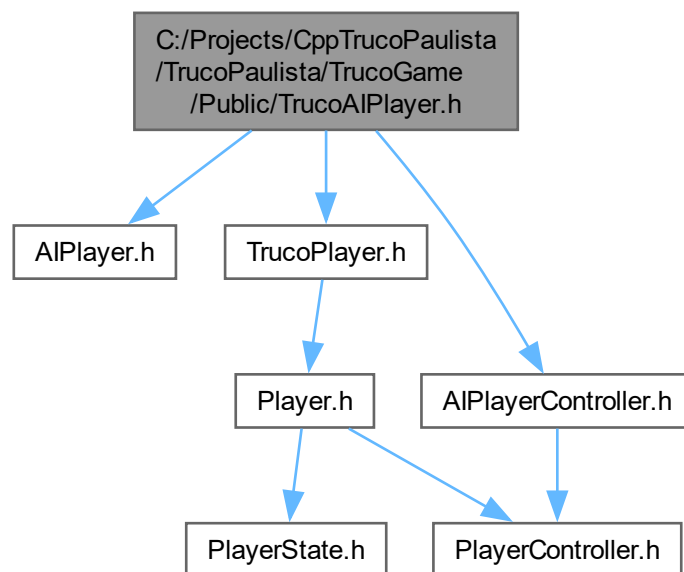 C:/Projects/CppTrucoPaulista
/TrucoPaulista/TrucoGame
/Public/TrucoAIPlayer.h
AIPlayer.h
TrucoPlayer.h
Player.h
AIPlayerController.h
PlayerState.h
PlayerController.h